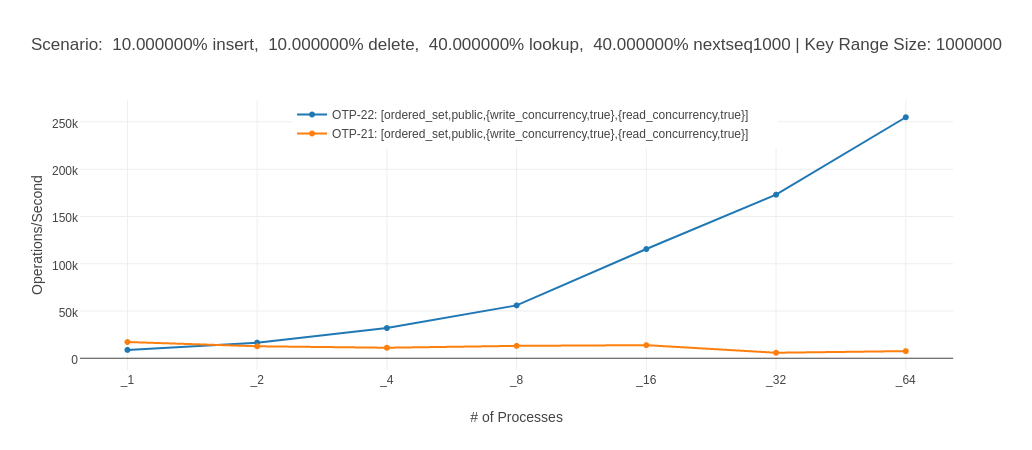 Scenario:  10.000000% insert,  10.000000% delete,  40.000000% lookup,  40.000000% nextseq1000 | Key Range Size: 1000000
OTP-22: [ordered_set,public,{write_concurrency,true},{read_concurrency,true}]
OTP-21: [ordered_set,public,{write_concurrency,true},{read_concurrency,true}]
Operations/Second
250k
200k
150k
100k
50k
0
_1 _2 _4 _8 _16 _32 _64
# of Processes